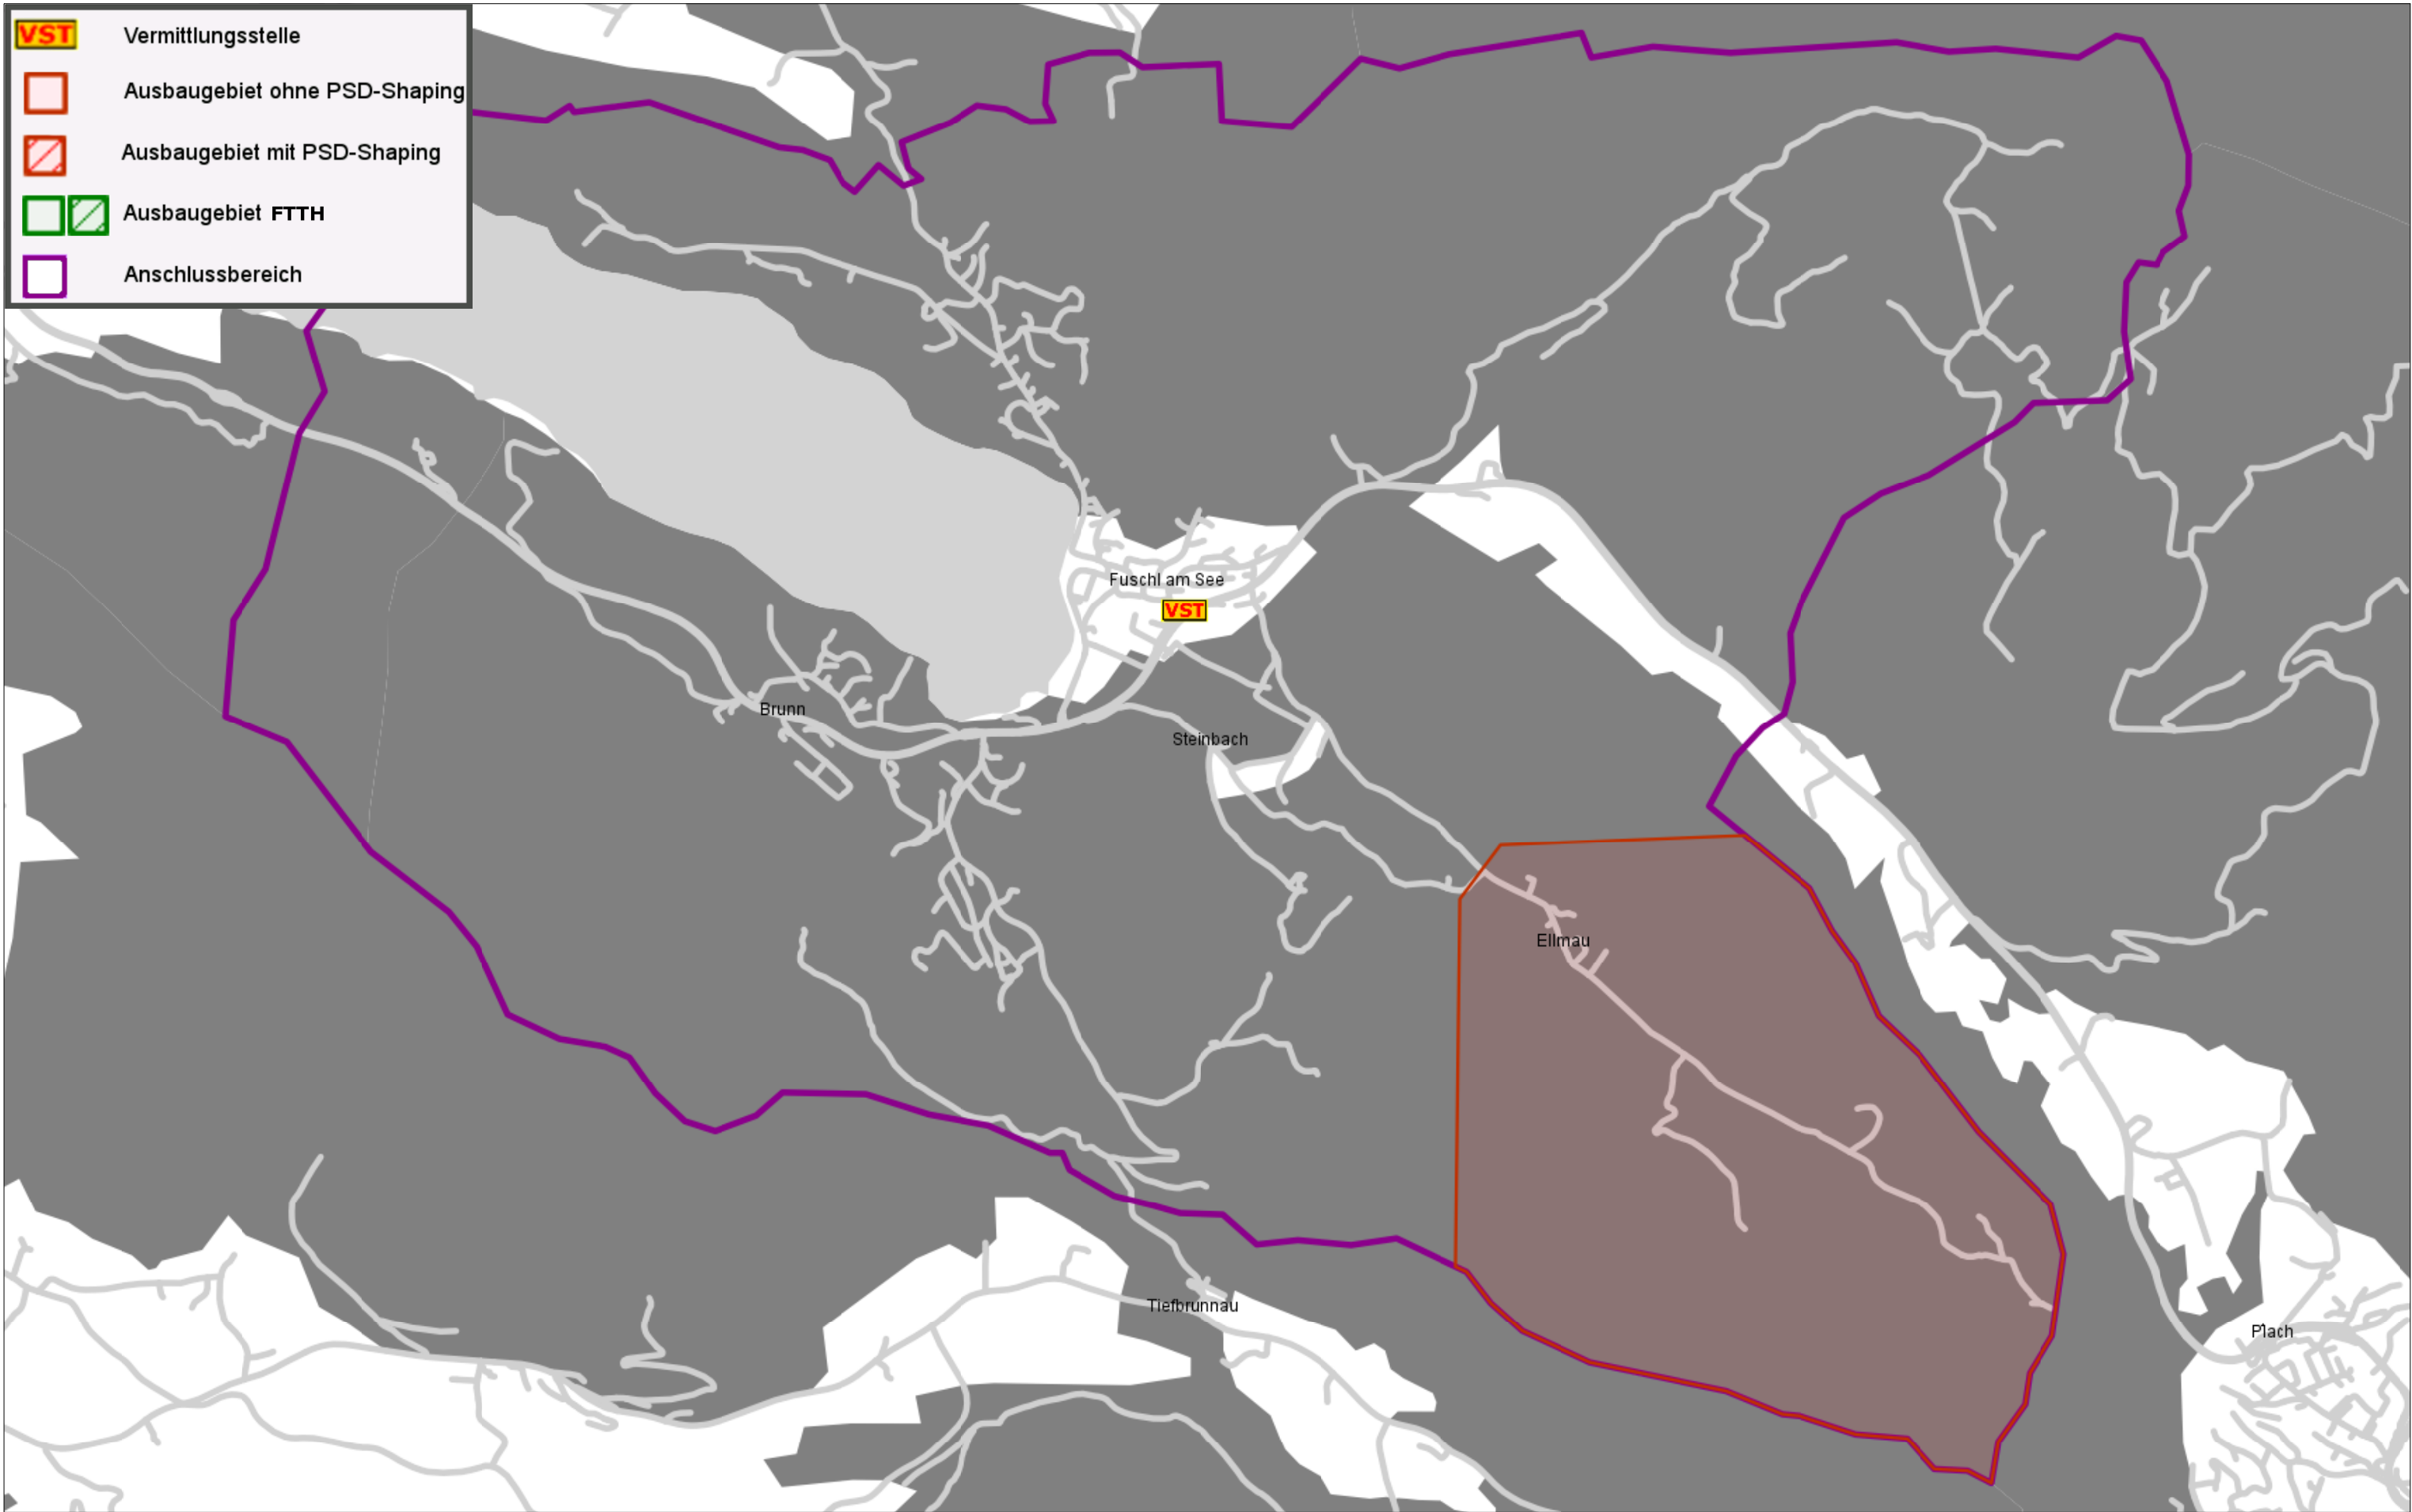 VST Vermittlungsstelle
Ausbaugebiet ohne PSD-Shaping
Ausbaugebiet mit PSD-Shaping
Ausbaugebiet FTTH
Anschlussbereich
Fuschl am See
VST
Brunn
Steinbach
Ellmau
Tiefbrunnau
Plach